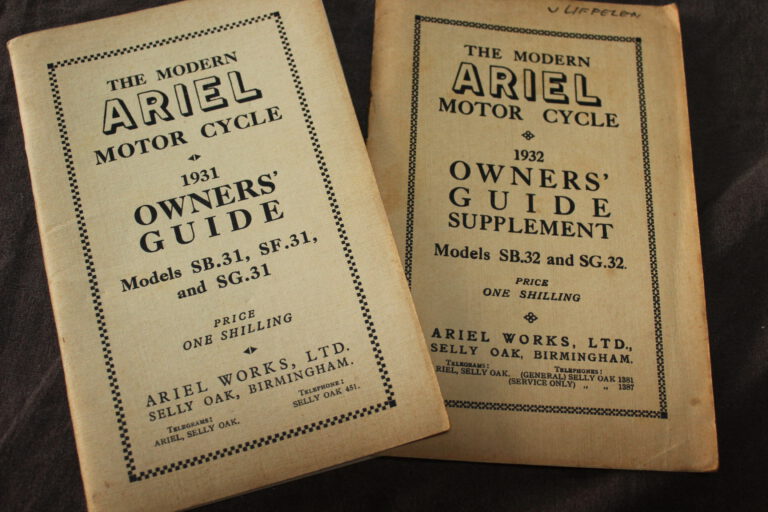 THE MODERN
ARIEL
MOTOR CYCLE
1931
OWNERS'
GUIDE
Models SB.31, SF.31,
and SG.31
PRICE
ONE SHILLING
ARIEL WORKS, LTD.
SELLY OAK, BIRMINGHAM.
TELEGRAMS:
ARIEL, SELLY OAK.
TELEPHONE:
SELLY OAK 451.
THE MODERN
ARIEL
MOTOR CYCLE
1932
OWNERS'
GUIDE
SUPPLEMENT
Models SB.32 and SG.32.
PRICE
ONE SHILLING
ARIEL WORKS, LTD.,
SELLY OAK, BIRMINGHAM.
TELEGRAMS:
ARIEL, SELLY OAK.
TELEPHONES:
(GENERAL) SELLY OAK 1381
(SERVICE ONLY) „ „ 1387